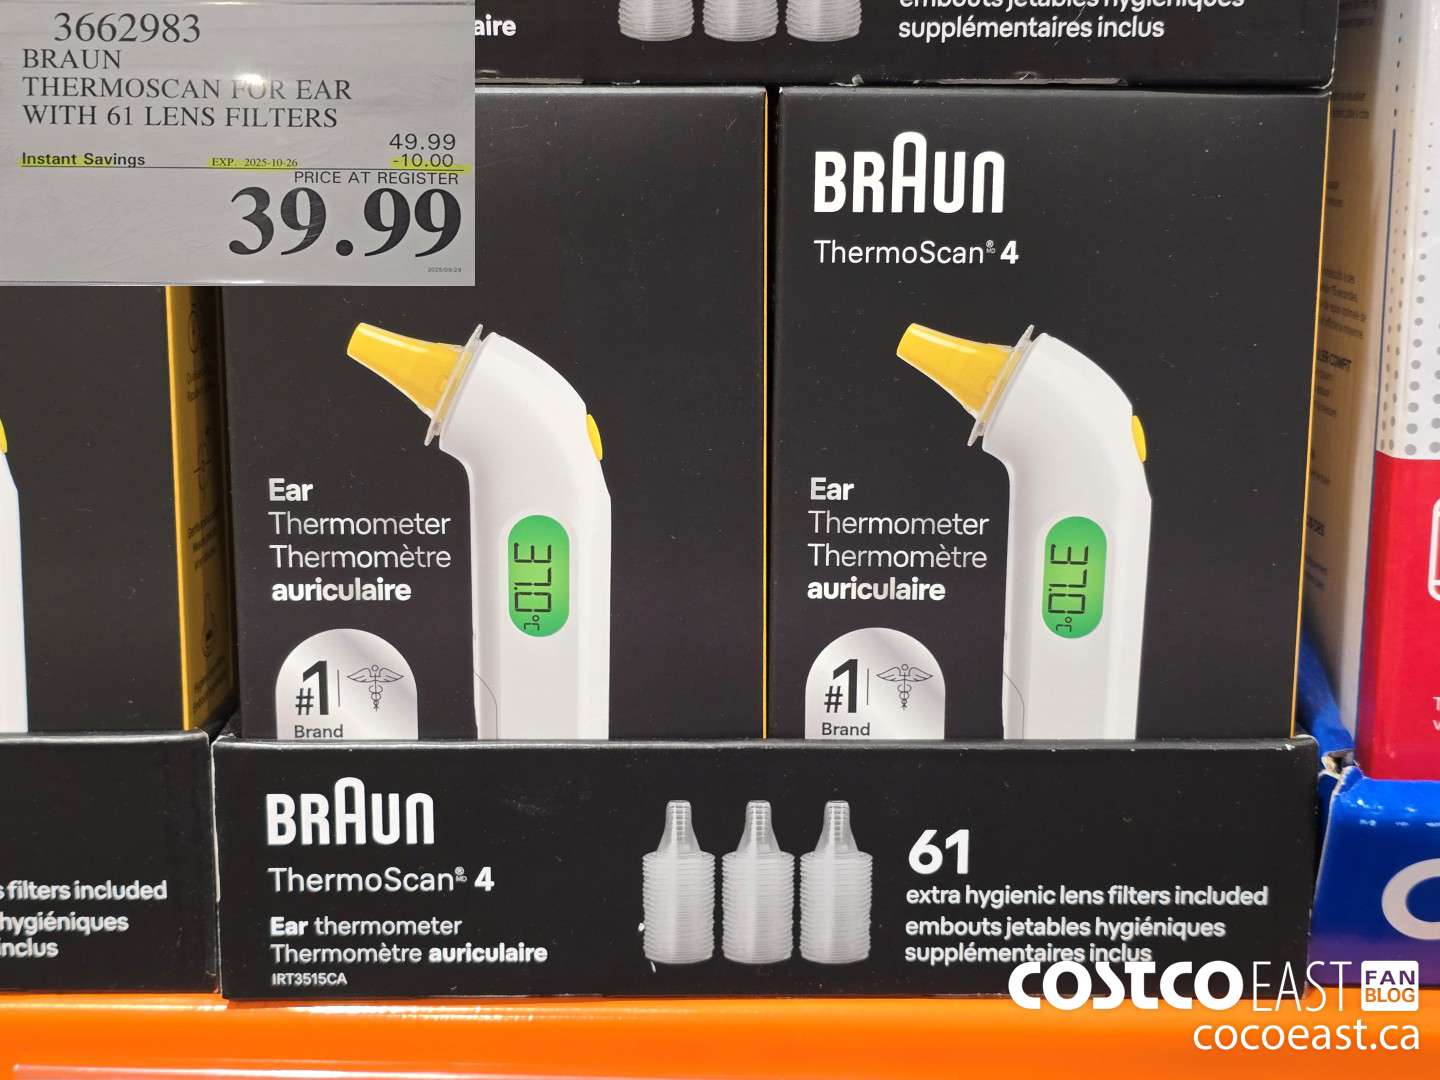 3662983
BRAUN
THERMOSCAN FOR EAR
WITH 61 LENS FILTERS
49.99
Instant Savings EXP. 2025-10-26 -10.00
PRICE AT REGISTER
39.99
aire
embouts jetables hygiéniques
supplémentaires inclus
Ear
Thermometer
Thermomètre
auriculaire
37.0°C
#1
Brand
BRAUN
ThermoScan® 4
Ear
Thermometer
Thermomètre
auriculaire
37.0°C
#1
Brand
s filters included
hygiéniques
inclus
BRAUN
ThermoScan® 4
Ear thermometer
Thermomètre auriculaire
IRT3515CA
61
extra hygienic lens filters included
embouts jetables hygiéniques
supplémentaires inclus
COSTCO EAST FAN BLOG
cocoeast.ca